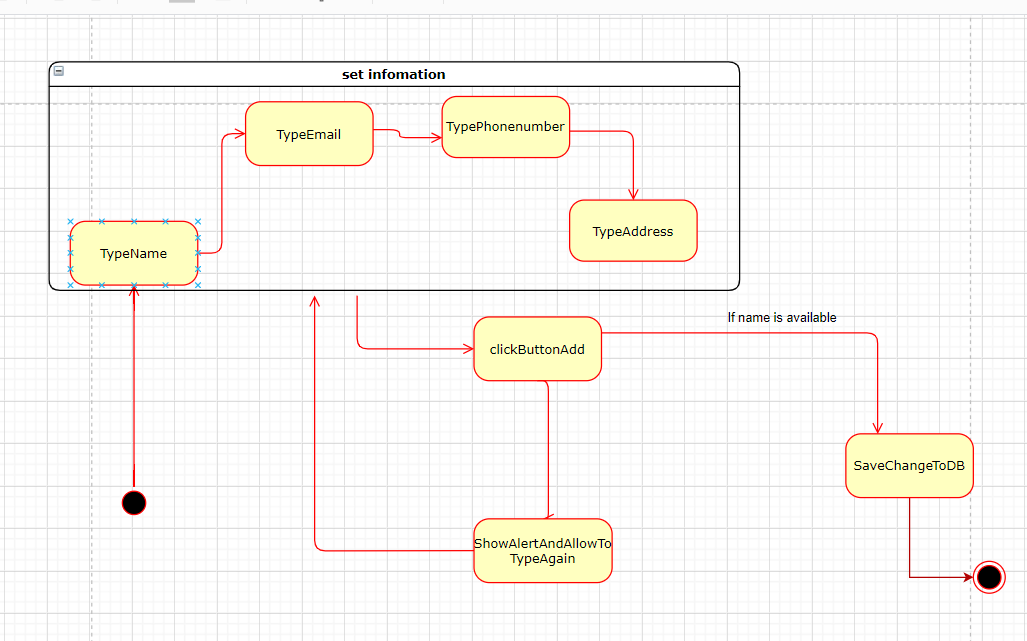 set infomation
TypeEmail
TypePhonenumber
TypeAddress
TypeName
If name is available
clickButtonAdd
SaveChangeToDB
ShowAlertAndAllowTo
TypeAgain